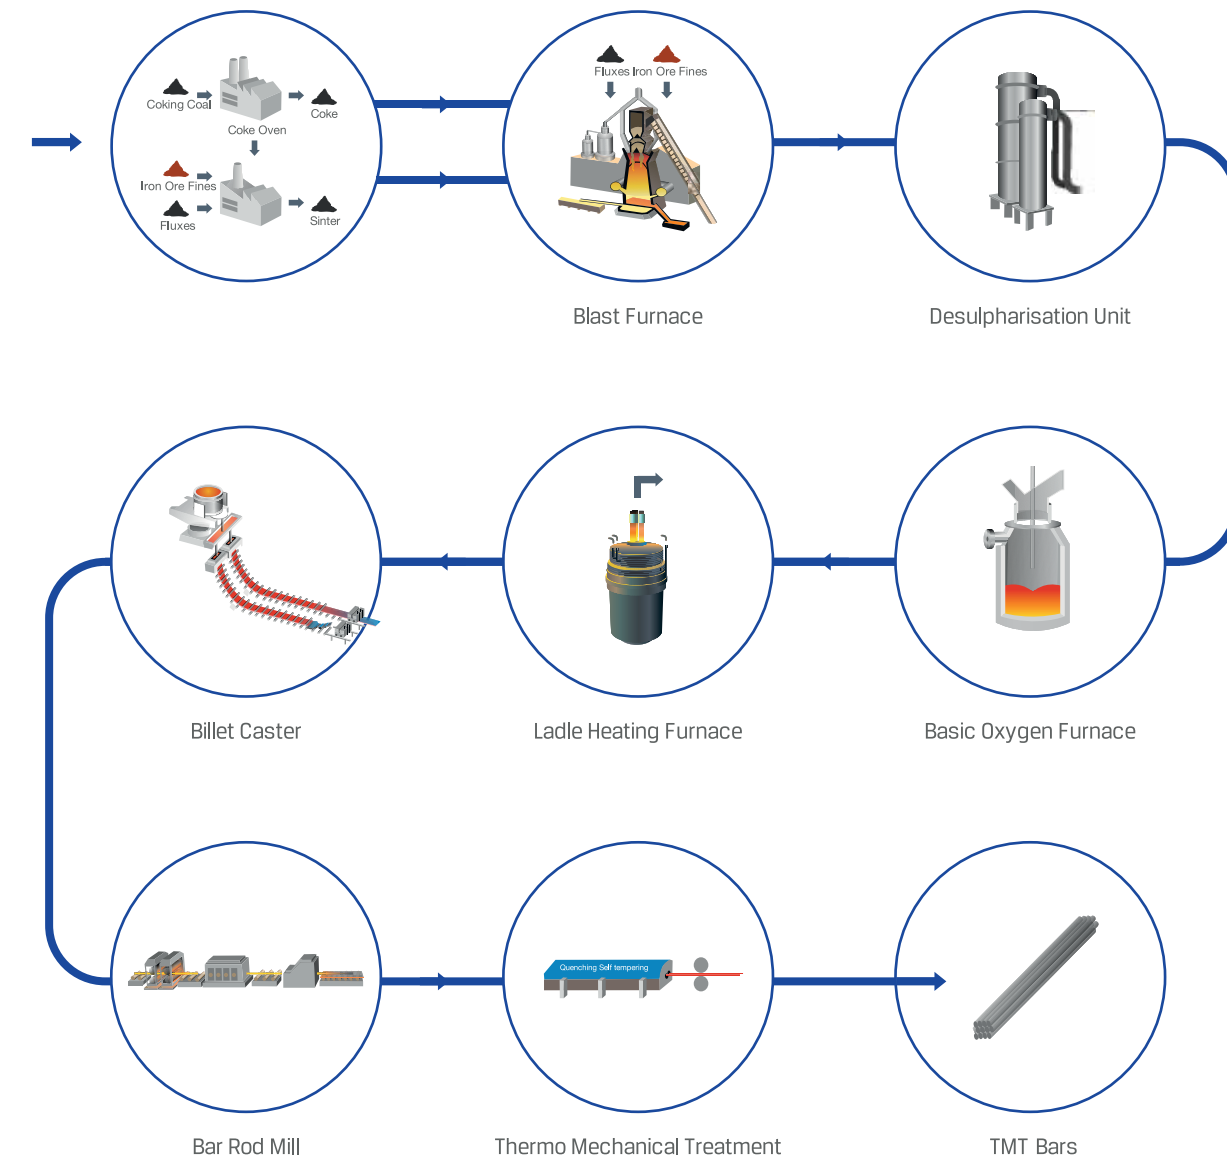 Coking Coal
Coke Oven
Coke
Iron Ore Fines
Fluxes
Sinter
Fluxes Iron Ore Fines
Blast Furnace
Desulpharisation Unit
Billet Caster
Ladle Heating Furnace
Basic Oxygen Furnace
Quenching Self tempering
Bar Rod Mill
Thermo Mechanical Treatment
TMT Bars